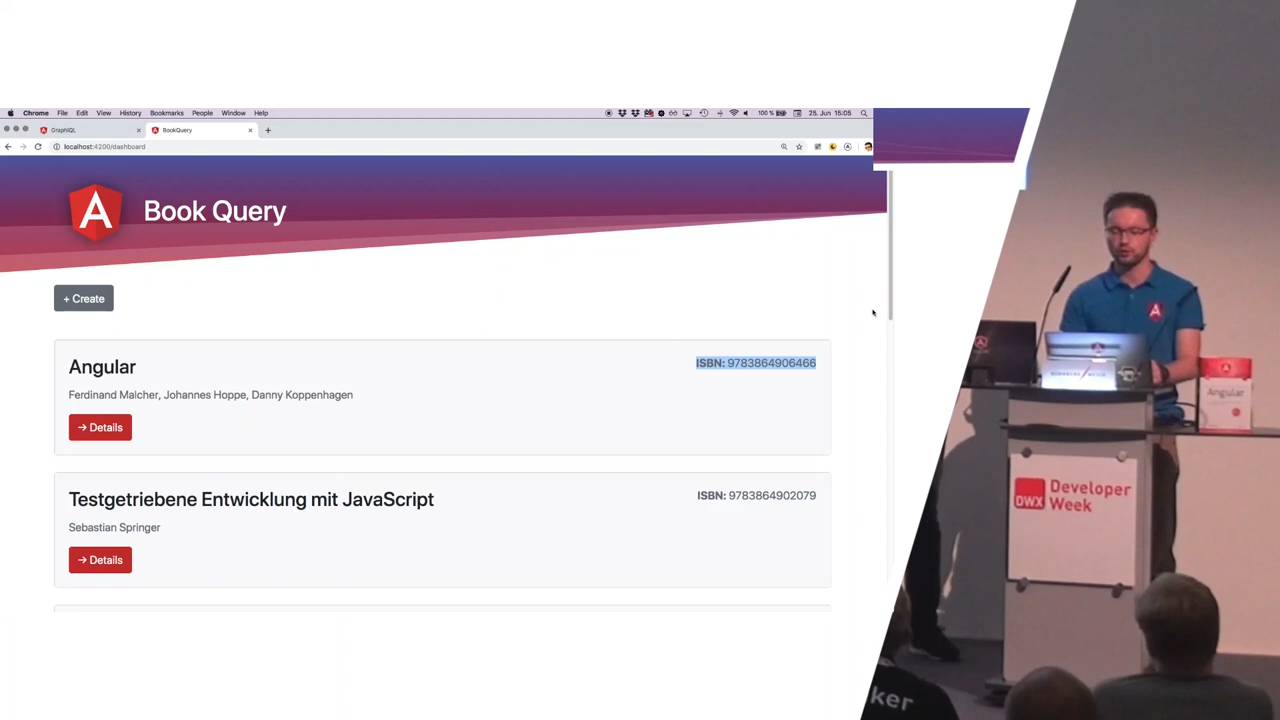 Chrome File Edit View History Bookmarks People Window Help
100 % 25. Jun 15:05
GraphiQL
BookQuery
localhost:4200/dashboard
Book Query
+ Create
Angular
ISBN: 9783864906466
Ferdinand Malcher, Johannes Hoppe, Danny Koppenhagen
→ Details
Testgetriebene Entwicklung mit JavaScript
ISBN: 9783864902079
Sebastian Springer
→ Details
Angular
DWX Developer
Week
ker